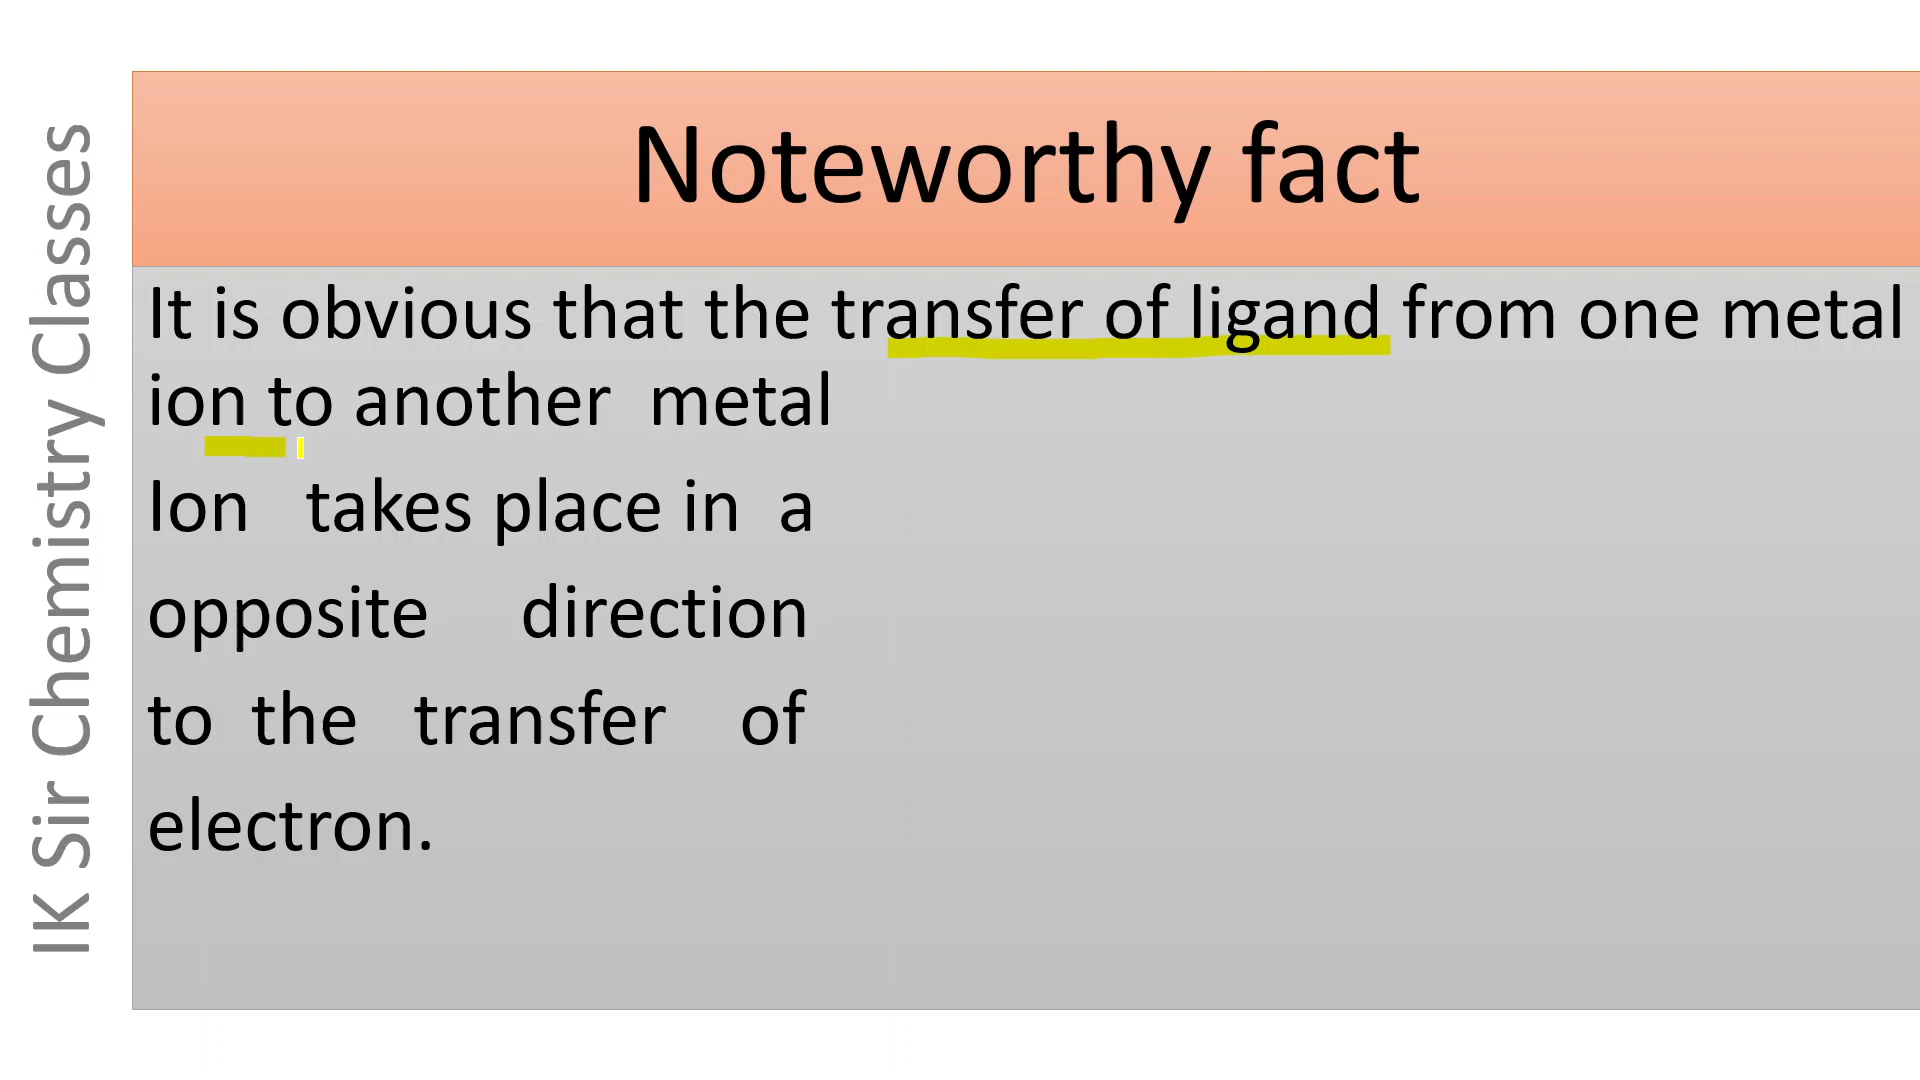 IK Sir Chemistry Classes
Noteworthy fact
It is obvious that the transfer of ligand from one metal
ion to another metal
Ion takes place in a
opposite direction
to the transfer of
electron.